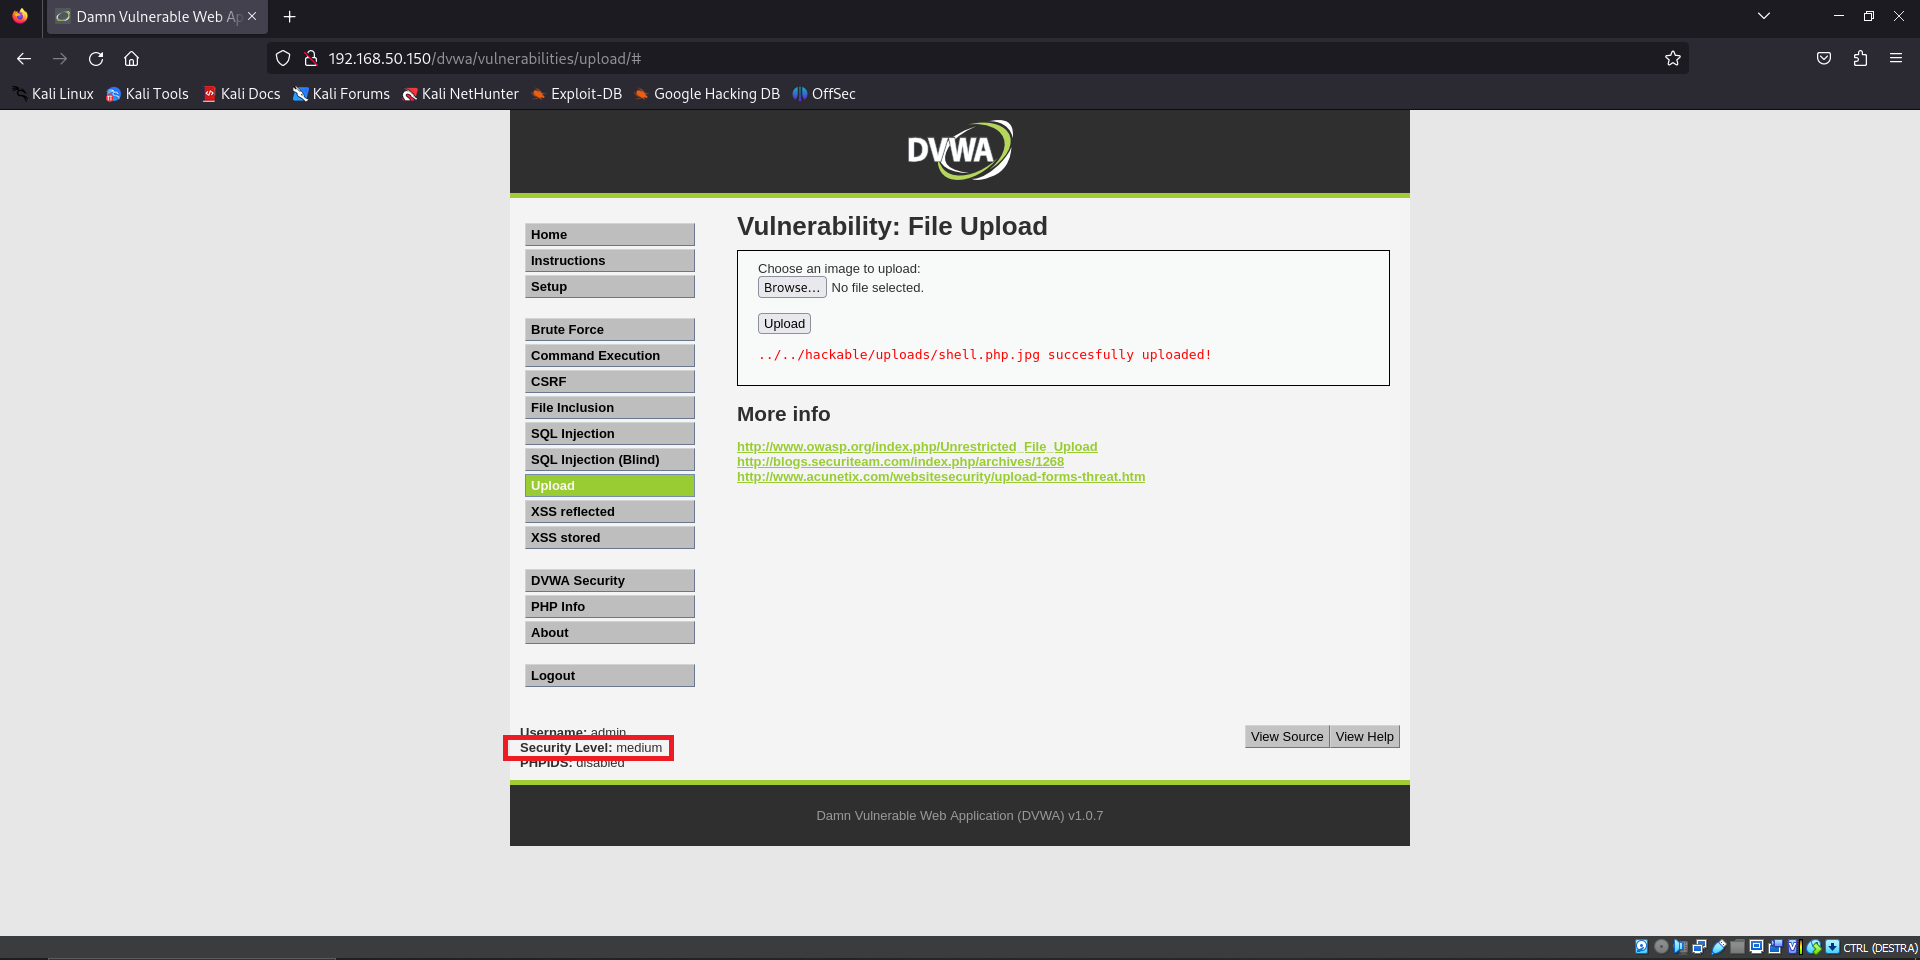 Damn Vulnerable Web Ap
192.168.50.150/dvwa/vulnerabilities/upload/#
Kali Linux Kali Tools Kali Docs Kali Forums Kali NetHunter Exploit-DB Google Hacking DB OffSec
DVWA
Vulnerability: File Upload
Home
Instructions
Setup
Brute Force
Command Execution
CSRF
File Inclusion
SQL Injection
SQL Injection (Blind)
Upload
XSS reflected
XSS stored
DVWA Security
PHP Info
About
Logout
Choose an image to upload:
Browse... No file selected.
Upload
../../hackable/uploads/shell.php.jpg succesfully uploaded!
More info
http://www.owasp.org/index.php/Unrestricted_File_Upload
http://blogs.securiteam.com/index.php/archives/1268
http://www.acunetix.com/websitesecurity/upload-forms-threat.htm
Username: admin
Security Level: medium
PHPIDS: disabled
View Source View Help
Damn Vulnerable Web Application (DVWA) v1.0.7
CTRL (DESTRA)